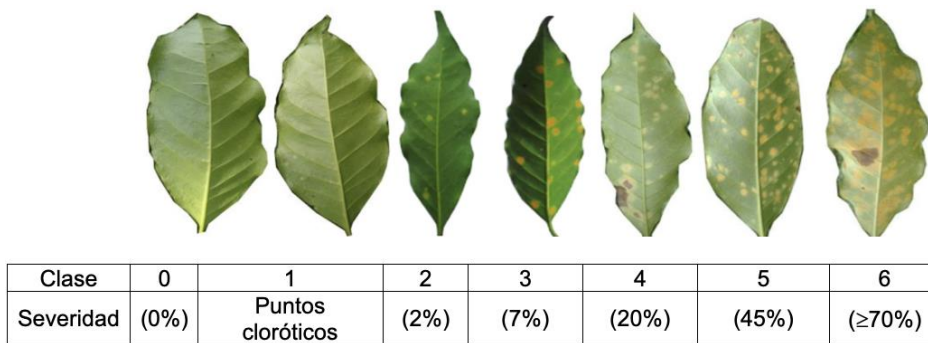 Clase 0 1 2 3 4 5 6
Severidad (0%) Puntos cloróticos (2%) (7%) (20%) (45%) (≥70%)